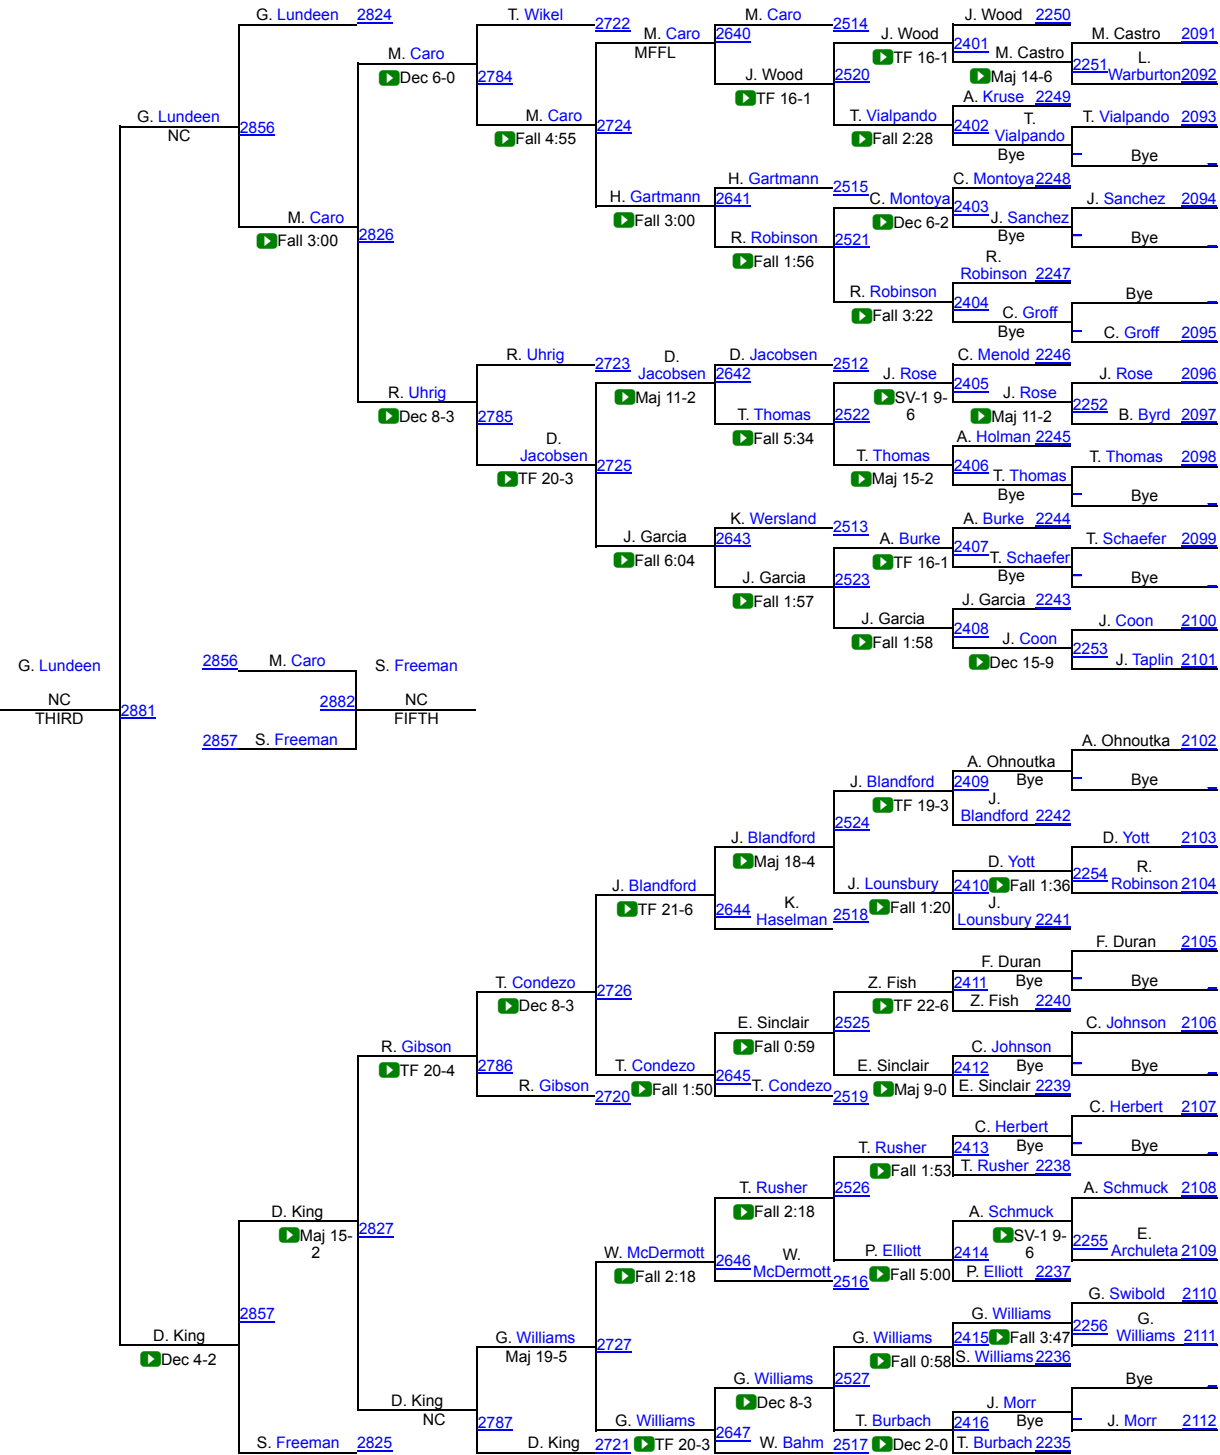 G. Lundeen 2824 T. Wikel 2722 M. Caro 2514 J. Wood 2250
M. Caro 2640 J. Wood M. Castro 2091
MFFL TF 16-1 2401 M. Castro
M. Caro 2251 L.
Dec 6-0 2784 J. Wood 2520 Maj 14-6 Warburton 2092
TF 16-1 A. Kruse 2249
G. Lundeen M. Caro 2724 T. Vialpando 2402 T. T. Vialpando 2093
NC 2856 Fall 4:55 Fall 2:28 Vialpando
Bye Bye
H. Gartmann 2515 C. Montoya 2248
H. Gartmann 2641 C. Montoya 2403 J. Sanchez 2094
M. Caro Fall 3:00 Dec 6-2 J. Sanchez
Fall 3:00 2826 R. Robinson 2521 Bye Bye
Fall 1:56 R.
Robinson 2247
R. Robinson 2404 Bye
Fall 3:22 C. Groff
Bye C. Groff 2095
R. Uhrig 2723 D. D. Jacobsen 2512 C. Menold 2246
Jacobsen 2642 J. Rose 2405 J. Rose 2096
R. Uhrig Maj 11-2 SV-1 9- J. Rose 2252
Dec 8-3 2785 T. Thomas 2522 6 Maj 11-2 B. Byrd 2097
D. Fall 5:34 A. Holman 2245
Jacobsen 2725 T. Thomas 2406 T. Thomas 2098
TF 20-3 Maj 15-2 T. Thomas
Bye Bye
K. Wersland 2513 A. Burke 2244
J. Garcia 2643 A. Burke 2407 T. Schaefer 2099
Fall 6:04 TF 16-1 T. Schaefer
J. Garcia 2523 Bye Bye
Fall 1:57 J. Garcia 2243
J. Garcia 2408 J. Coon 2100
Fall 1:58 J. Coon 2253
G. Lundeen 2856 M. Caro S. Freeman Dec 15-9 J. Taplin 2101
NC 2881 2882 NC
THIRD FIFTH
2857 S. Freeman A. Ohnoutka 2102
A. Ohnoutka
J. Blandford 2409 Bye Bye
TF 19-3 J.
2524 Blandford 2242
J. Blandford D. Yott 2103
Maj 18-4 D. Yott 2254 R.
J. Blandford J. Lounsbury 2410 Fall 1:36 Robinson 2104
TF 21-6 2644 K. 2518 Fall 1:20 J.
Haselman Lounsbury 2241
F. Duran 2105
F. Duran
T. Condezo 2726 Z. Fish 2411 Bye Bye
Dec 8-3 TF 22-6 Z. Fish 2240
E. Sinclair 2525 C. Johnson 2106
R. Gibson Fall 0:59 C. Johnson
TF 20-4 2786 T. Condezo E. Sinclair 2412 Bye Bye
R. Gibson 2720 Fall 1:50 2645 T. Condezo 2519 Maj 9-0 E. Sinclair 2239
C. Herbert 2107
C. Herbert
T. Rusher 2413 Bye Bye
Fall 1:53 T. Rusher 2238
T. Rusher 2526 A. Schmuck 2108
D. King Fall 2:18 A. Schmuck
Maj 15- 2827 SV-1 9- 2255 E.
2 W. McDermott 2646 W. P. Elliott 2414 6 Archuleta 2109
Fall 2:18 McDermott 2516 Fall 5:00 P. Elliott 2237
G. Swibold 2110
2857 G. Williams 2256 G.
D. King G. Williams 2727 G. Williams 2415 Fall 3:47 Williams 2111
Dec 4-2 Maj 19-5 Fall 0:58 S. Williams 2236
G. Williams 2527 Bye
D. King Dec 8-3 J. Morr
NC 2787 G. Williams 2647 T. Burbach 2416 Bye J. Morr 2112
S. Freeman 2825 D. King 2721 TF 20-3 W. Bahm 2517 Dec 2-0 T. Burbach 2235